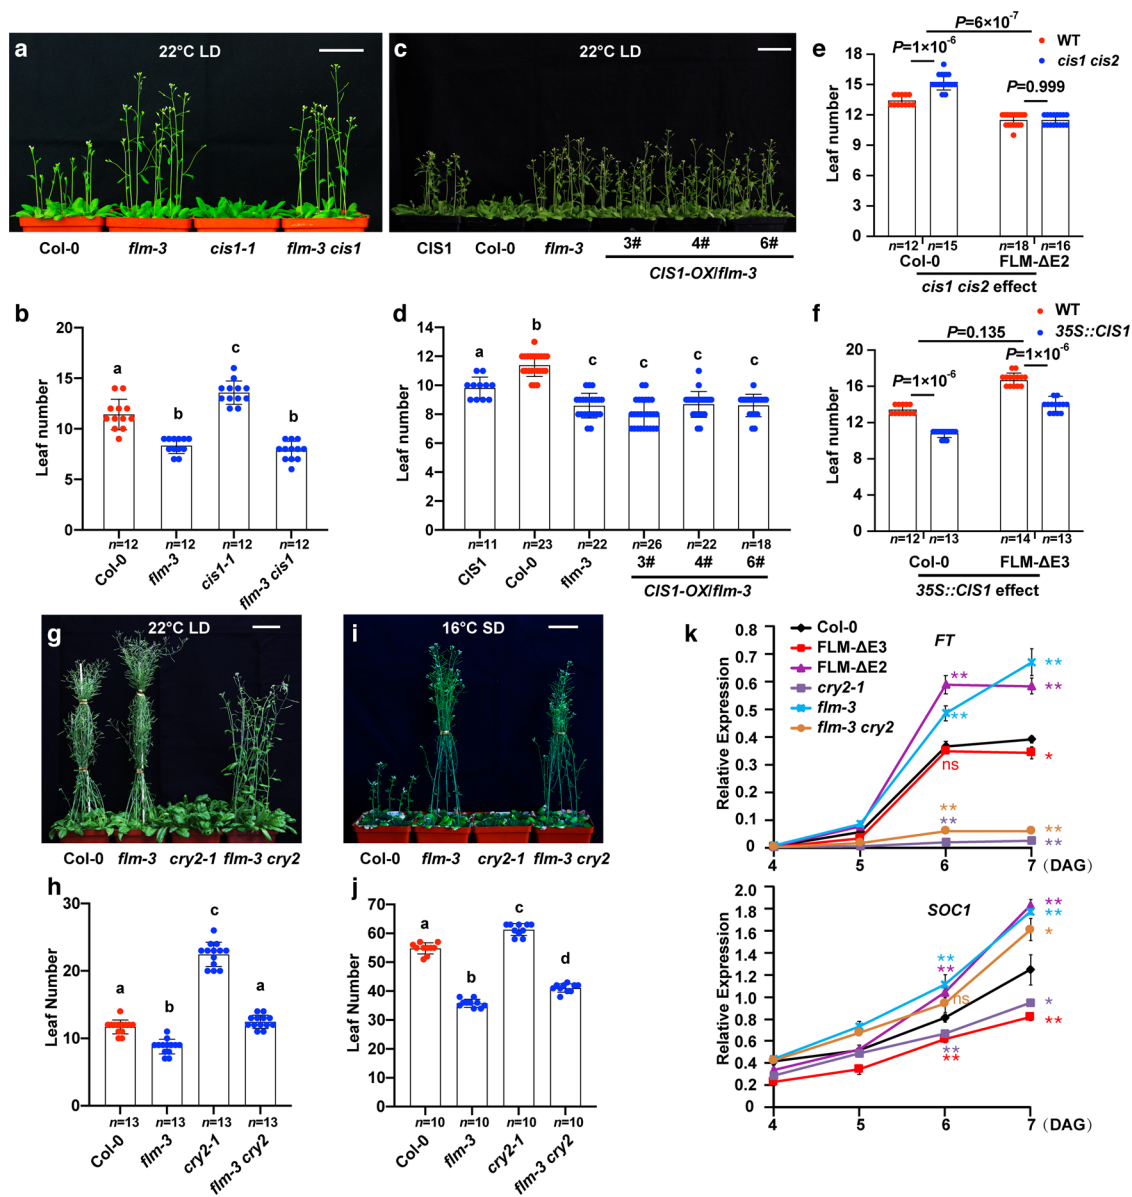 a
22°C LD
Col-0 flm-3 cis1-1 flm-3 cis1
c
22°C LD
CIS1 Col-0 flm-3 3# 4# 6#
CIS1-OX/flm-3
e
P=6×10-7
WT
cis1 cis2
P=1×10-6
P=0.999
Leaf number
18
15
12
9
6
3
0
n=12 n=15 n=18 n=16
Col-0 FLM-ΔE2
cis1 cis2 effect
b
Leaf number
20
15
10
5
0
a b c b
n=12 n=12 n=12 n=12
Col-0 flm-3 cis1-1 flm-3 cis1
d
Leaf number
14
12
10
8
6
4
2
0
a b c c c c
n=11 n=23 n=22 n=26 n=22 n=18
CIS1 Col-0 flm-3 3# 4# 6#
CIS1-OX/flm-3
f
WT
35S::CIS1
P=0.135
P=1×10-6
P=1×10-6
Leaf number
20
16
12
8
4
0
n=12 n=13 n=14 n=13
Col-0 FLM-ΔE3
35S::CIS1 effect
g
22°C LD
Col-0 flm-3 cry2-1 flm-3 cry2
i
16°C SD
Col-0 flm-3 cry2-1 flm-3 cry2
h
Leaf Number
30
20
10
0
a b c a
n=13 n=13 n=13 n=13
Col-0 flm-3 cry2-1 flm-3 cry2
j
Leaf Number
70
60
50
40
30
20
10
0
a b c d
n=10 n=10 n=10 n=10
Col-0 flm-3 cry2-1 flm-3 cry2
k
Col-0
FLM-ΔE3
FLM-ΔE2
cry2-1
flm-3
flm-3 cry2
FT
Relative Expression
0.8
0.7
0.6
0.5
0.4
0.3
0.2
0.1
0
**
**
ns
**
**
**
**
*
**
**
4 5 6 7 (DAG)
SOC1
Relative Expression
2.0
1.8
1.6
1.4
1.2
1.0
0.8
0.6
0.4
0.2
0
**
**
ns
**
**
**
**
*
*
**
4 5 6 7 (DAG)